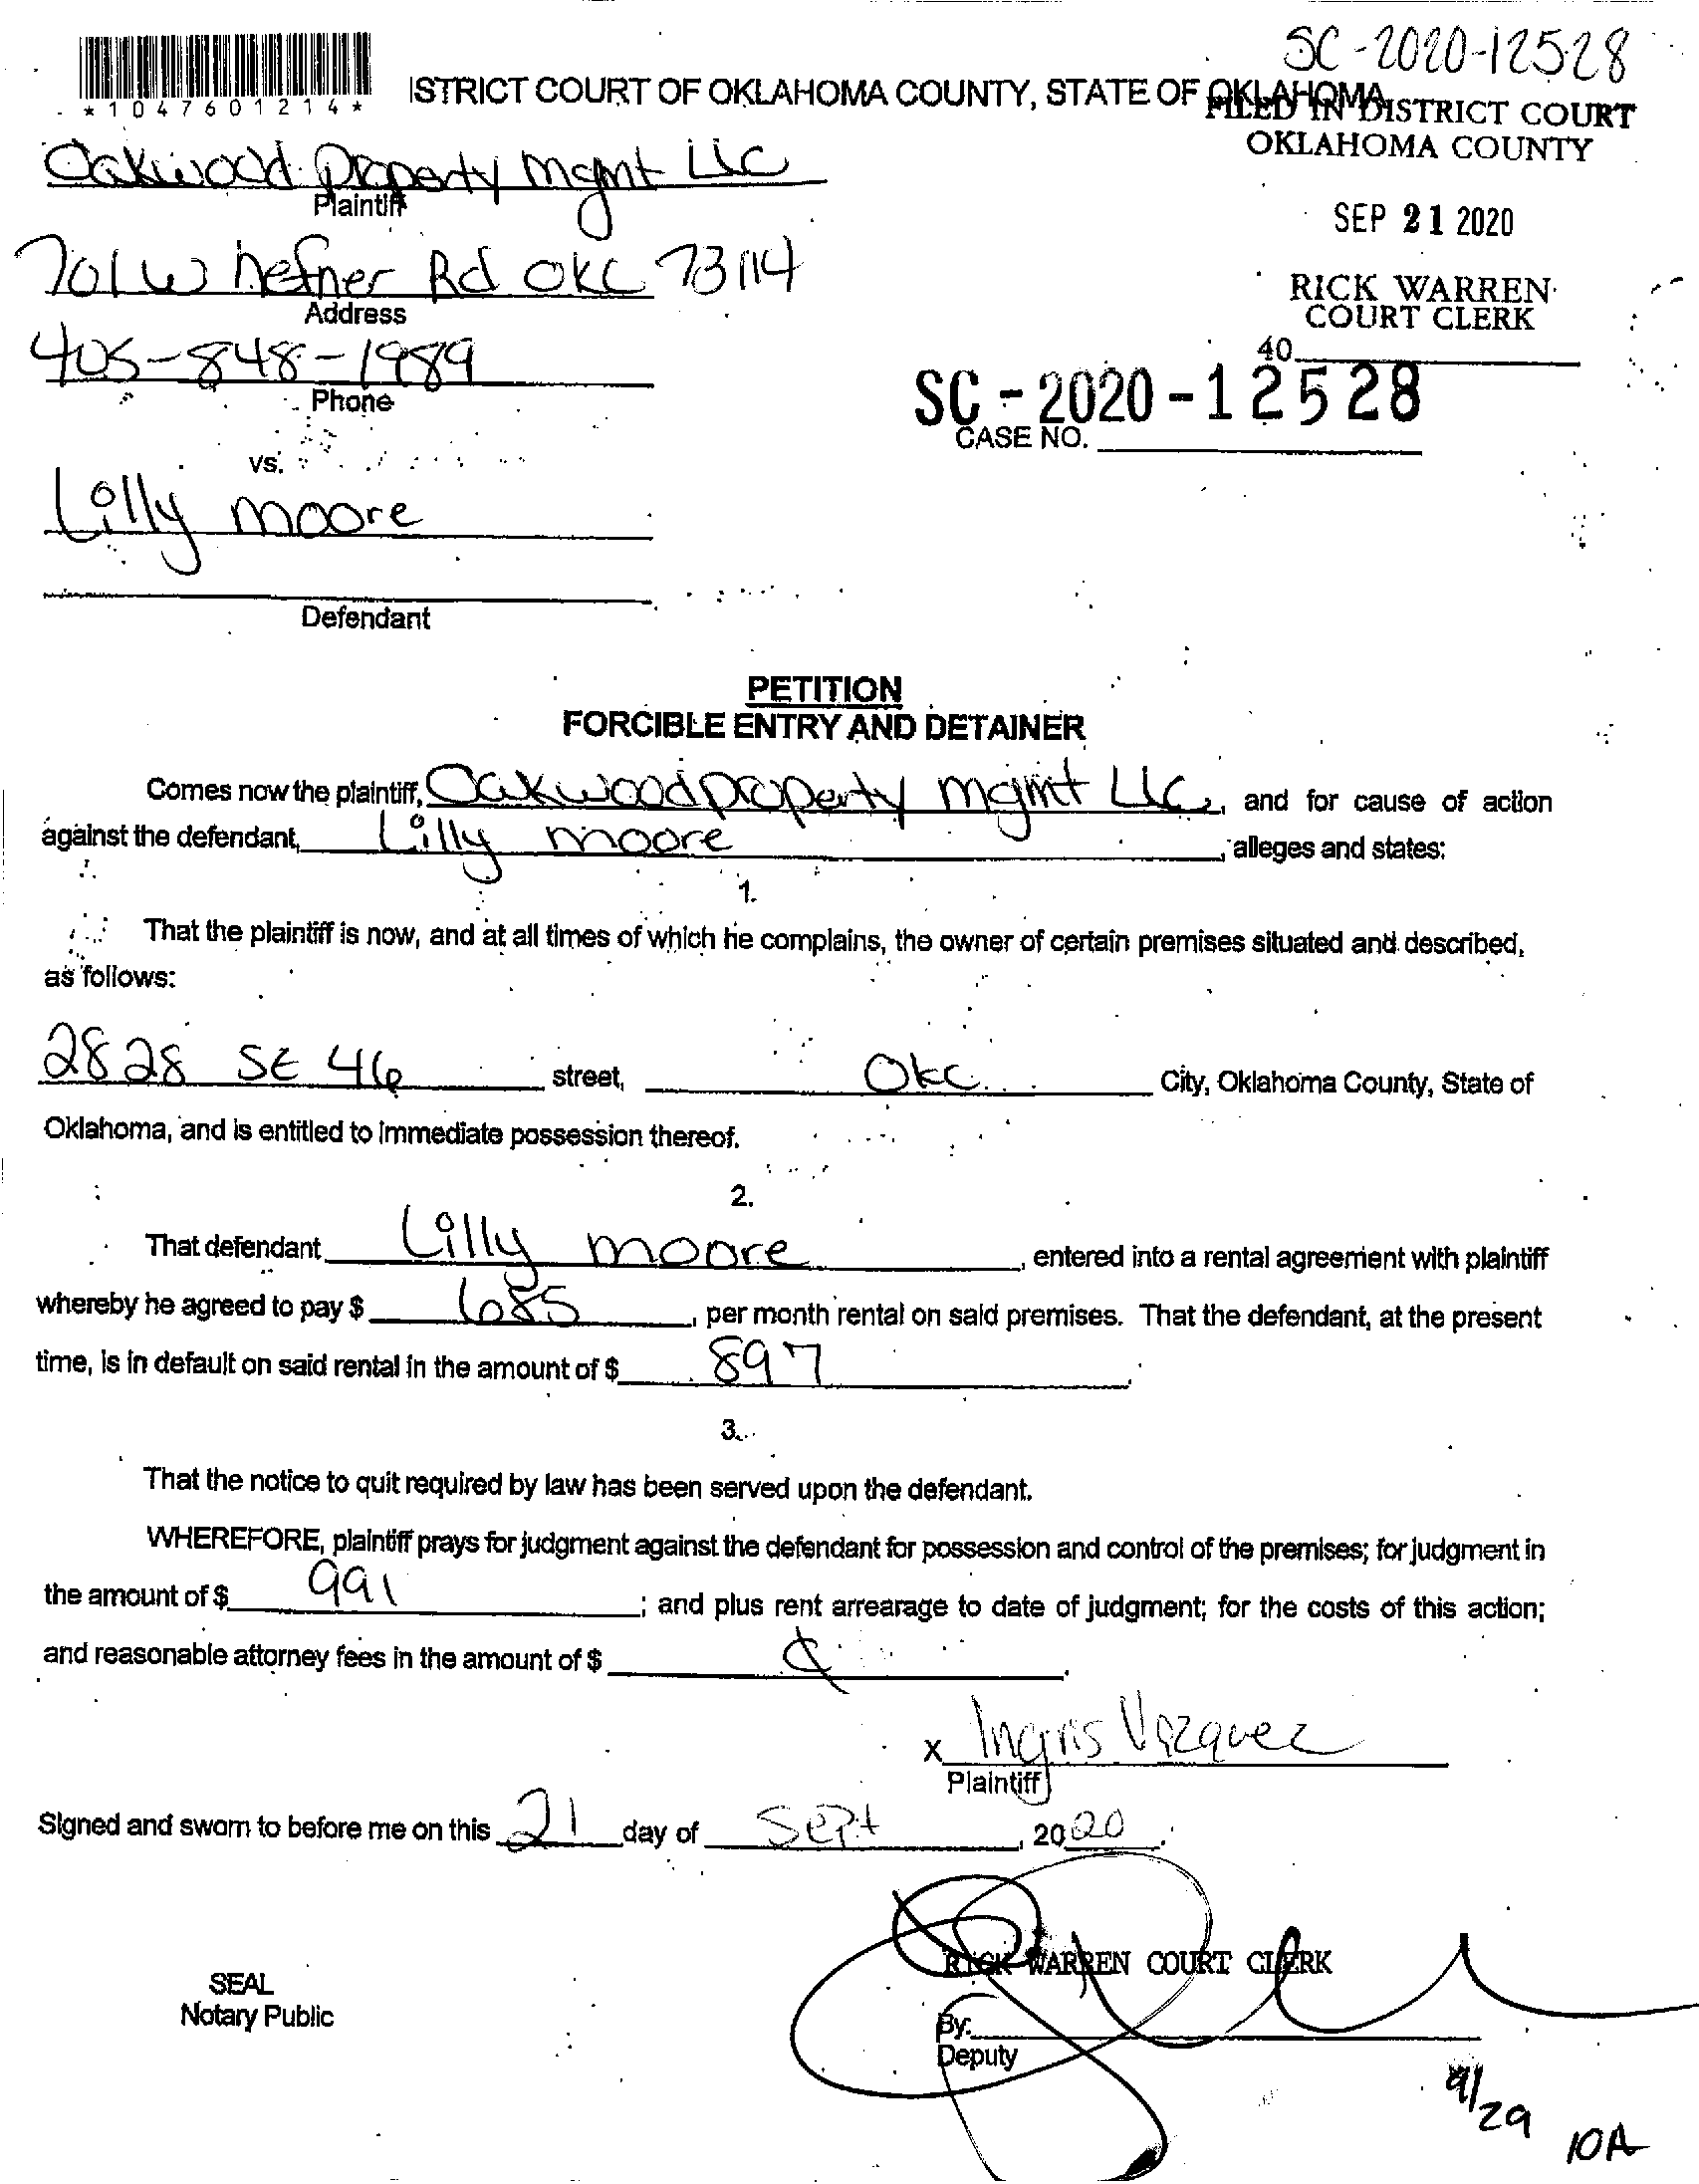 SC-2020-12528
*1047601214*
ISTRICT COURT OF OKLAHOMA COUNTY, STATE OF OKLAHOMA
FILED IN DISTRICT COURT
OKLAHOMA COUNTY
Oakwood Property Mgmt LLC
Plaintiff
SEP 21 2020
701 W hefner Rd OKC 73114
Address
RICK WARREN
COURT CLERK
40
405-848-1989
Phone
SC - 2020 - 12528
CASE NO.
vs.
Lilly moore
Defendant
PETITION
FORCIBLE ENTRY AND DETAINER
Comes now the plaintiff, Oakwood property mgmt LLC, and for cause of action
against the defendant, Lilly moore, alleges and states:
1.
That the plaintiff is now, and at all times of which he complains, the owner of certain premises situated and described,
as follows:
2828 SE 46 street, OKC City, Oklahoma County, State of
Oklahoma, and is entitled to immediate possession thereof.
2.
That defendant Lilly moore, entered into a rental agreement with plaintiff
whereby he agreed to pay $ 685, per month rental on said premises. That the defendant, at the present
time, is in default on said rental in the amount of $ 897.
3.
That the notice to quit required by law has been served upon the defendant.
WHEREFORE, plaintiff prays for judgment against the defendant for possession and control of the premises; for judgment in
the amount of $ 991; and plus rent arrearage to date of judgment; for the costs of this action;
and reasonable attorney fees in the amount of $
X Ingris Vazquez
Plaintiff
Signed and sworn to before me on this 21 day of Sept, 2020.
RICK WARREN COURT CLERK
SEAL
Notary Public
By:
Deputy
9/29 10A